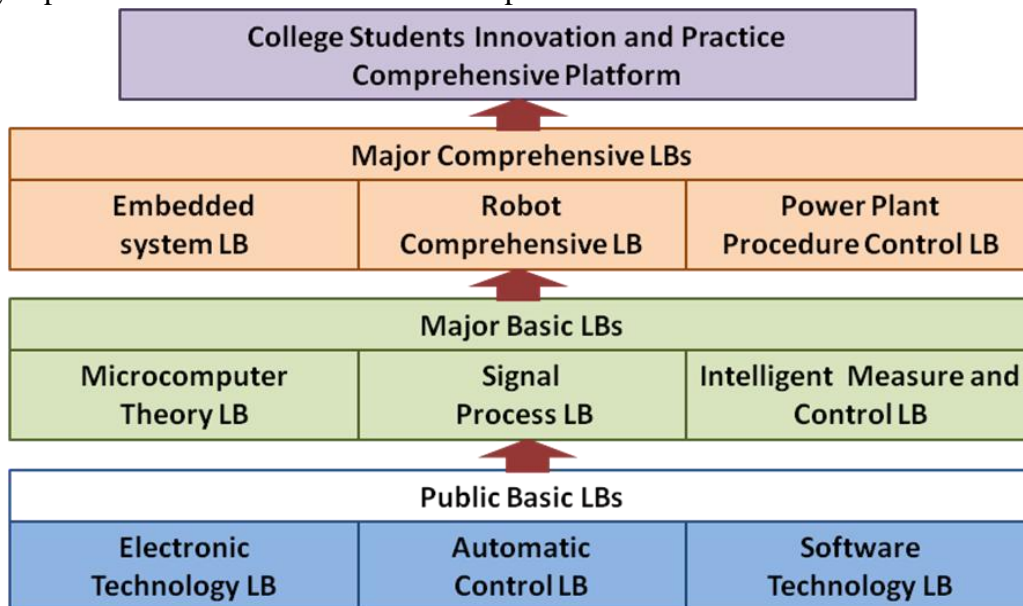 College Students Innovation and Practice
Comprehensive Platform
Major Comprehensive LBs
Embedded
system LB
Robot
Comprehensive LB
Power Plant
Procedure Control LB
Major Basic LBs
Microcomputer
Theory LB
Signal
Process LB
Intelligent Measure and
Control LB
Public Basic LBs
Electronic
Technology LB
Automatic
Control LB
Software
Technology LB